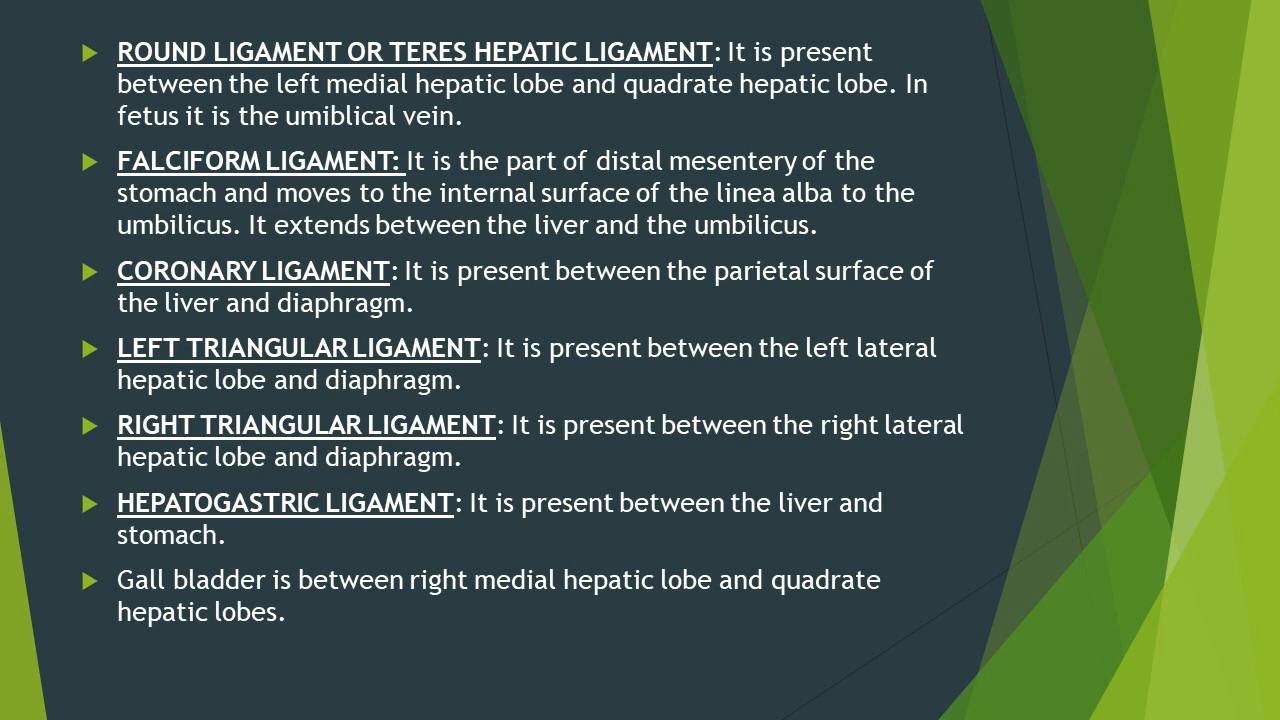 ROUND LIGAMENT OR TERES HEPATIC LIGAMENT: It is present
between the left medial hepatic lobe and quadrate hepatic lobe. In
fetus it is the umiblical vein.
FALCIFORM LIGAMENT: It is the part of distal mesentery of the
stomach and moves to the internal surface of the linea alba to the
umbilicus. It extends between the liver and the umbilicus.
CORONARY LIGAMENT: It is present between the parietal surface of
the liver and diaphragm.
LEFT TRIANGULAR LIGAMENT: It is present between the left lateral
hepatic lobe and diaphragm.
RIGHT TRIANGULAR LIGAMENT: It is present between the right lateral
hepatic lobe and diaphragm.
HEPATOGASTRIC LIGAMENT: It is present between the liver and
stomach.
Gall bladder is between right medial hepatic lobe and quadrate
hepatic lobes.